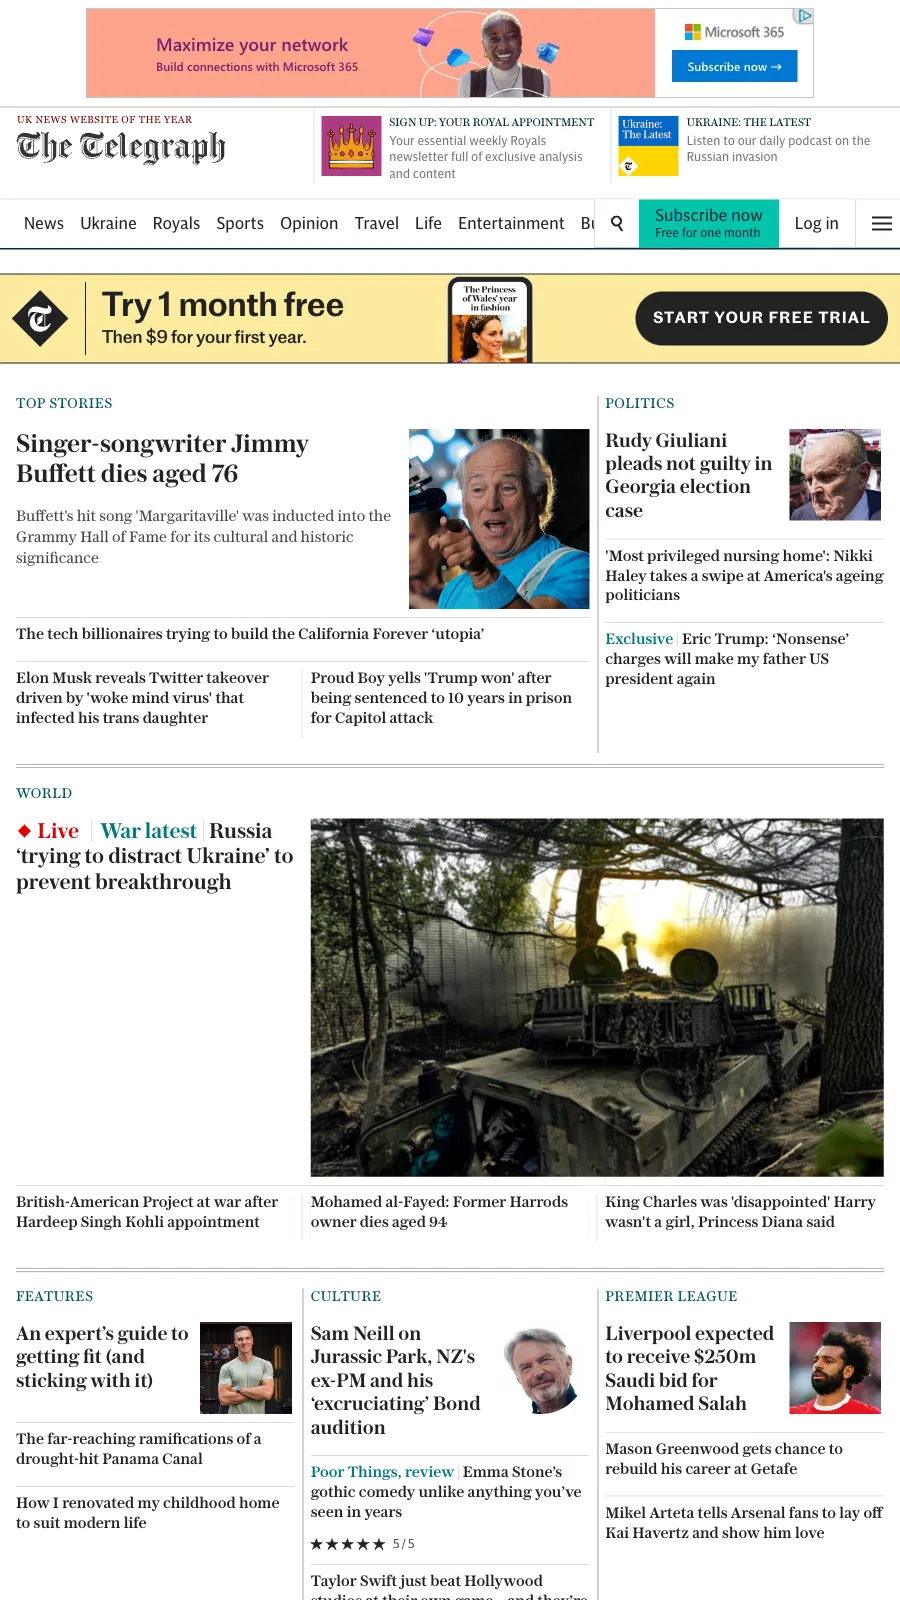 Maximize your network
Build connections with Microsoft 365
Microsoft 365
Subscribe now →
UK NEWS WEBSITE OF THE YEAR
The Telegraph
SIGN UP: YOUR ROYAL APPOINTMENT
Your essential weekly Royals
newsletter full of exclusive analysis
and content
Ukraine:
The Latest
UKRAINE: THE LATEST
Listen to our daily podcast on the
Russian invasion
News Ukraine Royals Sports Opinion Travel Life Entertainment
Subscribe now
Free for one month
Log in
Try 1 month free
Then $9 for your first year.
The Princess
of Wales' year
in fashion
START YOUR FREE TRIAL
TOP STORIES
Singer-songwriter Jimmy
Buffett dies aged 76
Buffett's hit song 'Margaritaville' was inducted into the
Grammy Hall of Fame for its cultural and historic
significance
The tech billionaires trying to build the California Forever ‘utopia’
Elon Musk reveals Twitter takeover
driven by 'woke mind virus' that
infected his trans daughter
Proud Boy yells 'Trump won' after
being sentenced to 10 years in prison
for Capitol attack
POLITICS
Rudy Giuliani
pleads not guilty in
Georgia election
case
'Most privileged nursing home': Nikki
Haley takes a swipe at America's ageing
politicians
Exclusive Eric Trump: ‘Nonsense’
charges will make my father US
president again
WORLD
Live War latest Russia
‘trying to distract Ukraine’ to
prevent breakthrough
British-American Project at war after
Hardeep Singh Kohli appointment
Mohamed al-Fayed: Former Harrods
owner dies aged 94
King Charles was 'disappointed' Harry
wasn't a girl, Princess Diana said
FEATURES
An expert’s guide to
getting fit (and
sticking with it)
The far-reaching ramifications of a
drought-hit Panama Canal
How I renovated my childhood home
to suit modern life
CULTURE
Sam Neill on
Jurassic Park, NZ's
ex-PM and his
‘excruciating’ Bond
audition
Poor Things, review Emma Stone’s
gothic comedy unlike anything you’ve
seen in years
★★★★★ 5/5
Taylor Swift just beat Hollywood
studios at their own game – and they're
PREMIER LEAGUE
Liverpool expected
to receive $250m
Saudi bid for
Mohamed Salah
Mason Greenwood gets chance to
rebuild his career at Getafe
Mikel Arteta tells Arsenal fans to lay off
Kai Havertz and show him love